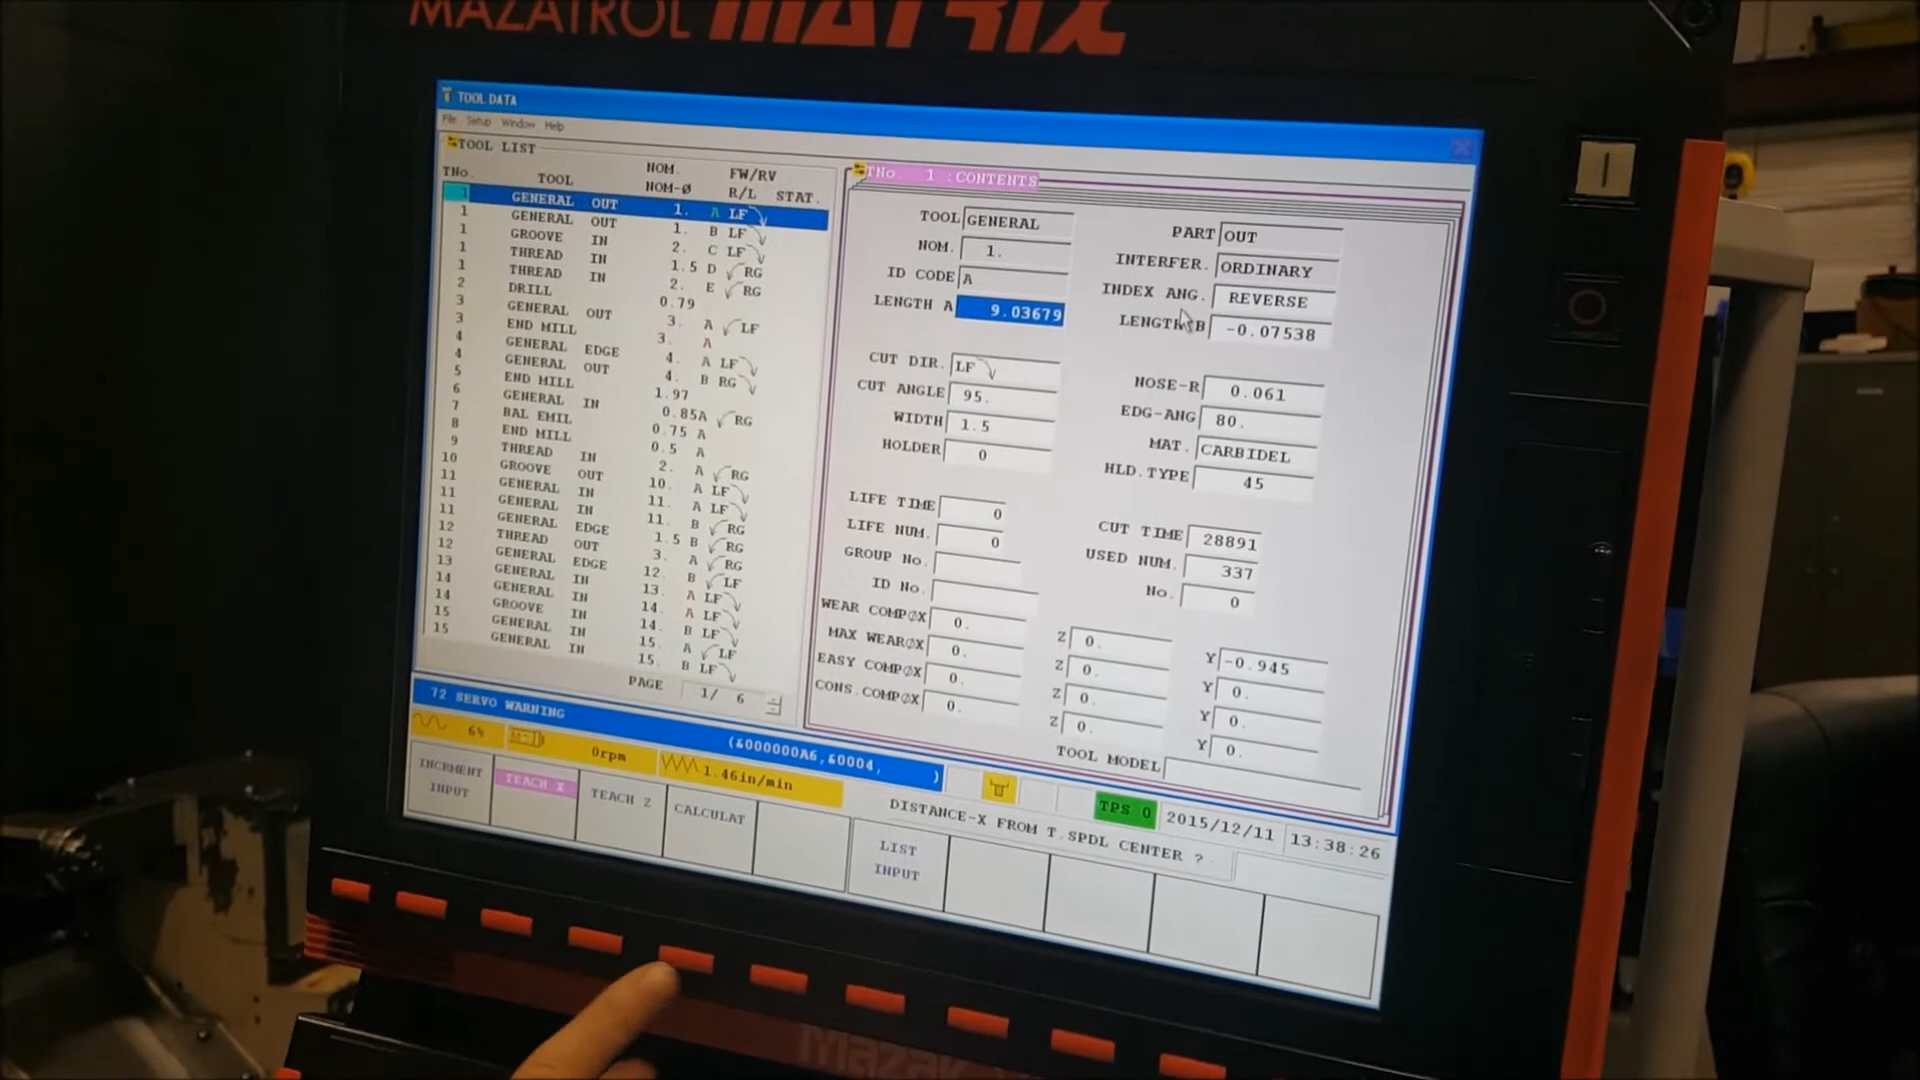 MAZATROL MATRIX
TOOL DATA
File Setup Window Help
TOOL LIST
TNo. TOOL NOM. NOM-Ø FW/RV R/L STAT.
1 GENERAL OUT 1. A LF
1 GENERAL OUT 1. B LF
1 GROOVE IN 2. C LF
1 THREAD IN 1.5 D RG
1 THREAD IN 2. E RG
2 DRILL 0.79
3 GENERAL OUT 3. A LF
3 END MILL 3. A
4 GENERAL EDGE 4. A LF
4 GENERAL OUT 4. B RG
5 END MILL 1.97
6 GENERAL IN 0.85A RG
7 BAL EMIL 0.75 A
8 END MILL 0.5 A
9 THREAD IN 2. A RG
10 GROOVE OUT 10. A LF
11 GENERAL IN 11. A LF
11 GENERAL IN 11. B RG
11 GENERAL EDGE 1.5 B RG
12 THREAD OUT 3. A RG
12 GENERAL EDGE 12. B LF
13 GENERAL IN 13. A LF
14 GENERAL IN 14. A LF
14 GROOVE IN 14. B LF
15 GENERAL IN 15. A LF
15 GENERAL IN 15. B LF
PAGE 1/ 6
TNo. 1 :CONTENTS
TOOL GENERAL PART OUT
NOM. 1. INTERFER. ORDINARY
ID CODE A INDEX ANG. REVERSE
LENGTH A 9.03679 LENGTH B -0.07538
CUT DIR. LF NOSE-R 0.061
CUT ANGLE 95. EDG-ANG 80.
WIDTH 1.5 MAT. CARBIDEL
HOLDER 0 HLD.TYPE 45
LIFE TIME 0 CUT TIME 28891
LIFE NUM. 0 USED NUM. 337
GROUP No. No. 0
ID No.
WEAR COMPØX 0. Z 0. Y -0.945
MAX WEARØX 0. Z 0. Y 0.
EASY COMPØX 0. Z 0. Y 0.
CONS.COMPØX 0. Z 0. Y 0.
TOOL MODEL
72 SERVO WARNING (&000000A6,&0004, )
6% 0rpm 1.46in/min
TPS 0 2015/12/11 13:38:26
DISTANCE-X FROM T.SPDL CENTER ?
INCRMENT INPUT TEACH X TEACH Z CALCULAT LIST INPUT
Mazak